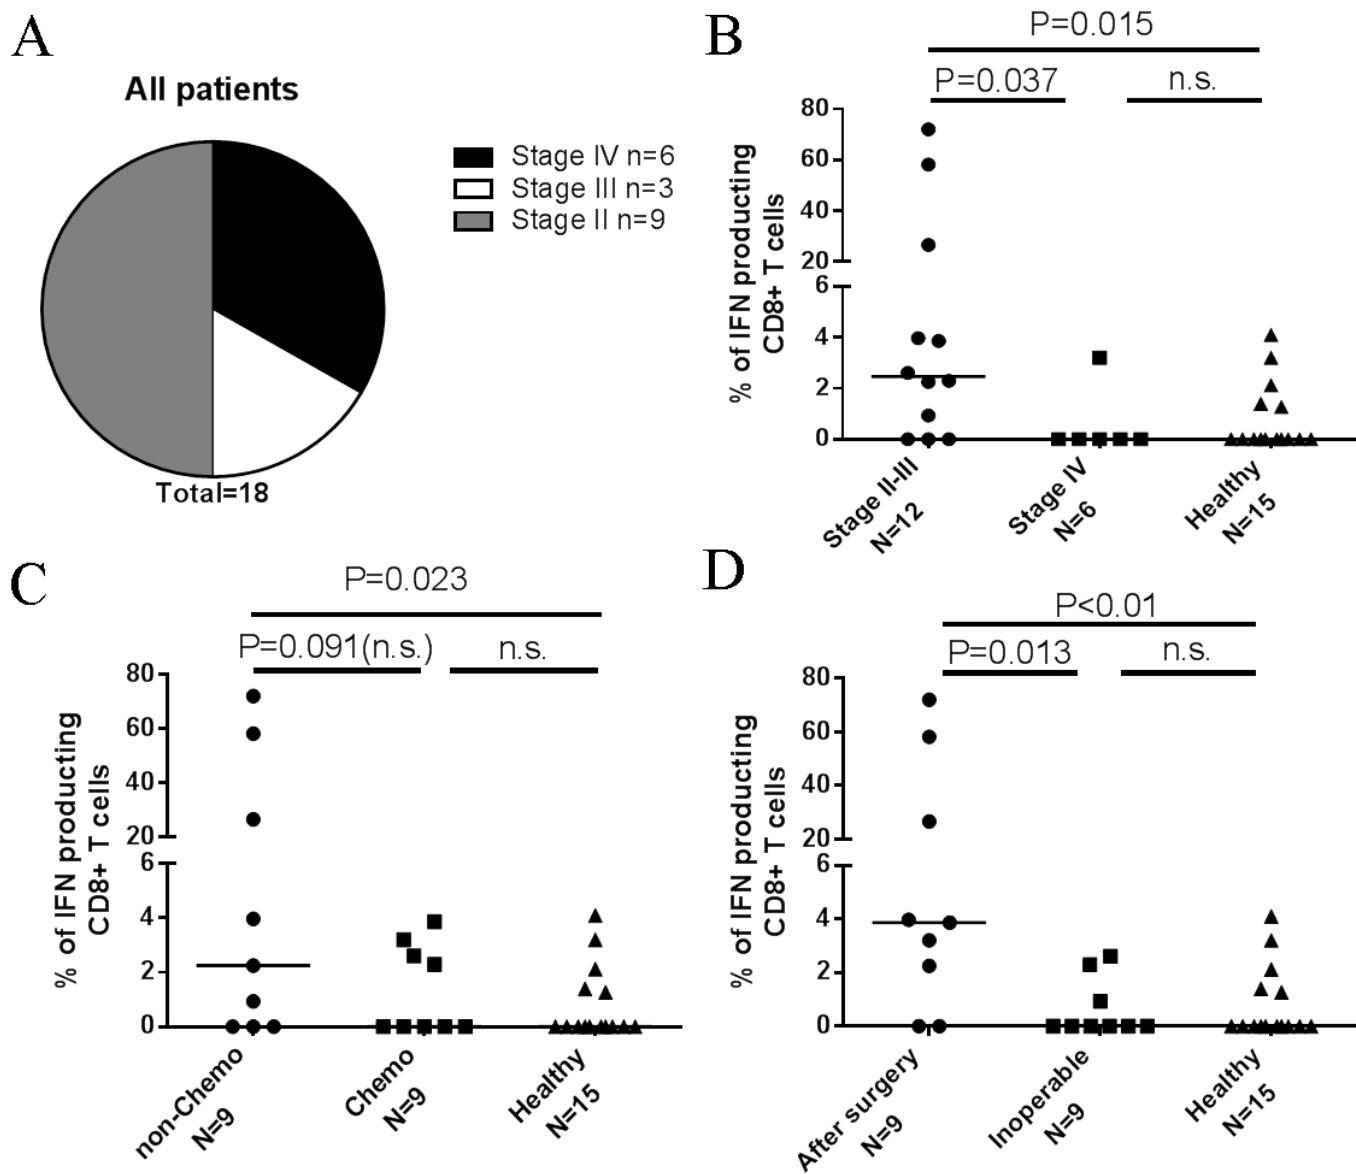 A
All patients
Stage IV n=6
Stage III n=3
Stage II n=9
Total=18
B
P=0.015
P=0.037
n.s.
% of IFN producting
CD8+ T cells
80
60
40
20
6
4
2
0
Stage II-III
N=12
Stage IV
N=6
Healthy
N=15
C
P=0.023
P=0.091(n.s.)
n.s.
% of IFN producting
CD8+ T cells
80
60
40
20
6
4
2
0
non-Chemo
N=9
Chemo
N=9
Healthy
N=15
D
P<0.01
P=0.013
n.s.
% of IFN producting
CD8+ T cells
80
60
40
20
6
4
2
0
After surgery
N=9
Inoperable
N=9
Healthy
N=15